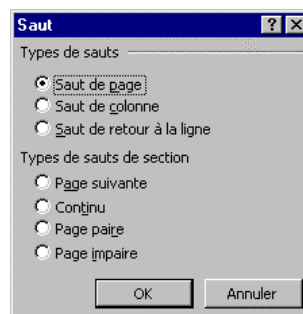 Saut
Types de sauts
Saut de page
Saut de colonne
Saut de retour à la ligne
Types de sauts de section
Page suivante
Continu
Page paire
Page impaire
OK Annuler